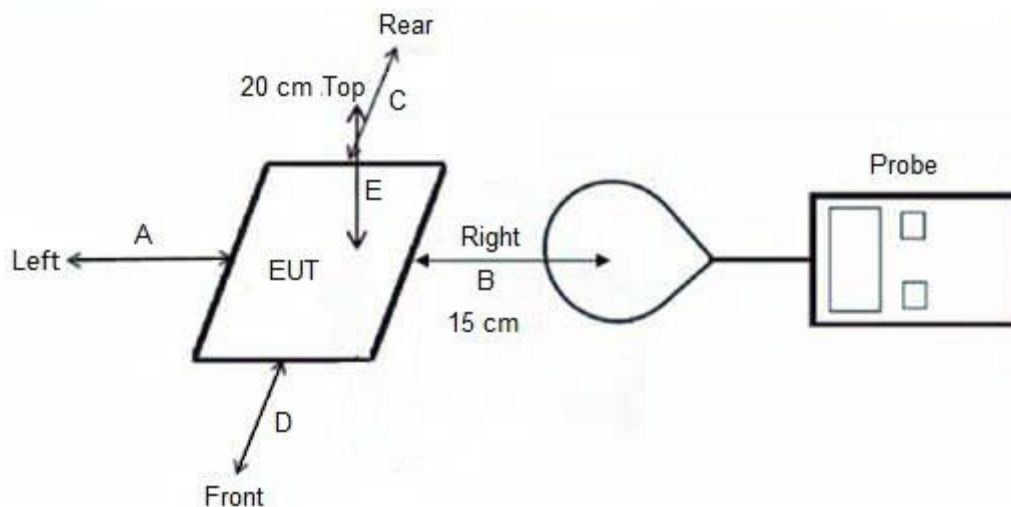 Rear
20 cm .Top
C
Probe
E
A
Right
Left
EUT
B
15 cm
D
Front